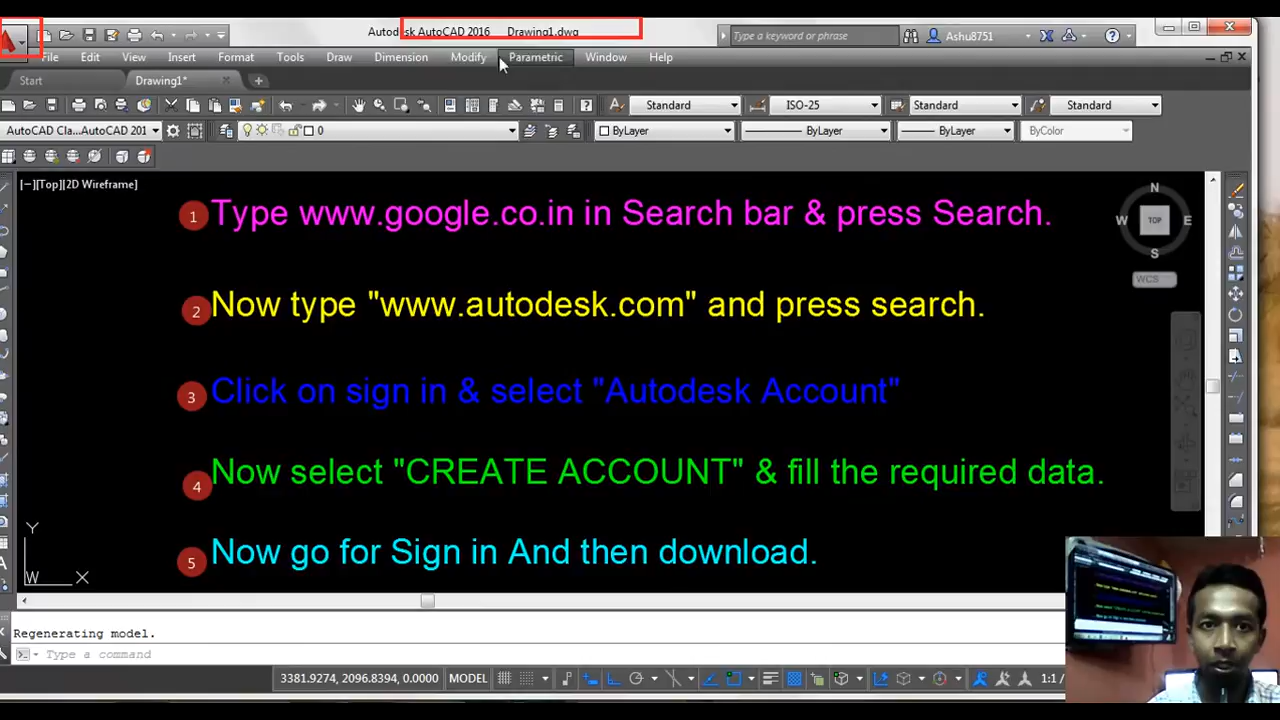 Autodesk AutoCAD 2016 Drawing1.dwg
Type a keyword or phrase
Ashu8751
File Edit View Insert Format Tools Draw Dimension Modify Parametric Window Help
Start Drawing1*
Standard ISO-25 Standard Standard
AutoCAD Cla...AutoCAD 201 0 ByLayer ByLayer ByLayer ByColor
[−][Top][2D Wireframe]
N
W TOP E
S
WCS
1 Type www.google.co.in in Search bar & press Search.
2 Now type "www.autodesk.com" and press search.
3 Click on sign in & select "Autodesk Account"
4 Now select "CREATE ACCOUNT" & fill the required data.
5 Now go for Sign in And then download.
Y
W X
Regenerating model.
Type a command
3381.9274, 2096.8394, 0.0000 MODEL 1:1 /